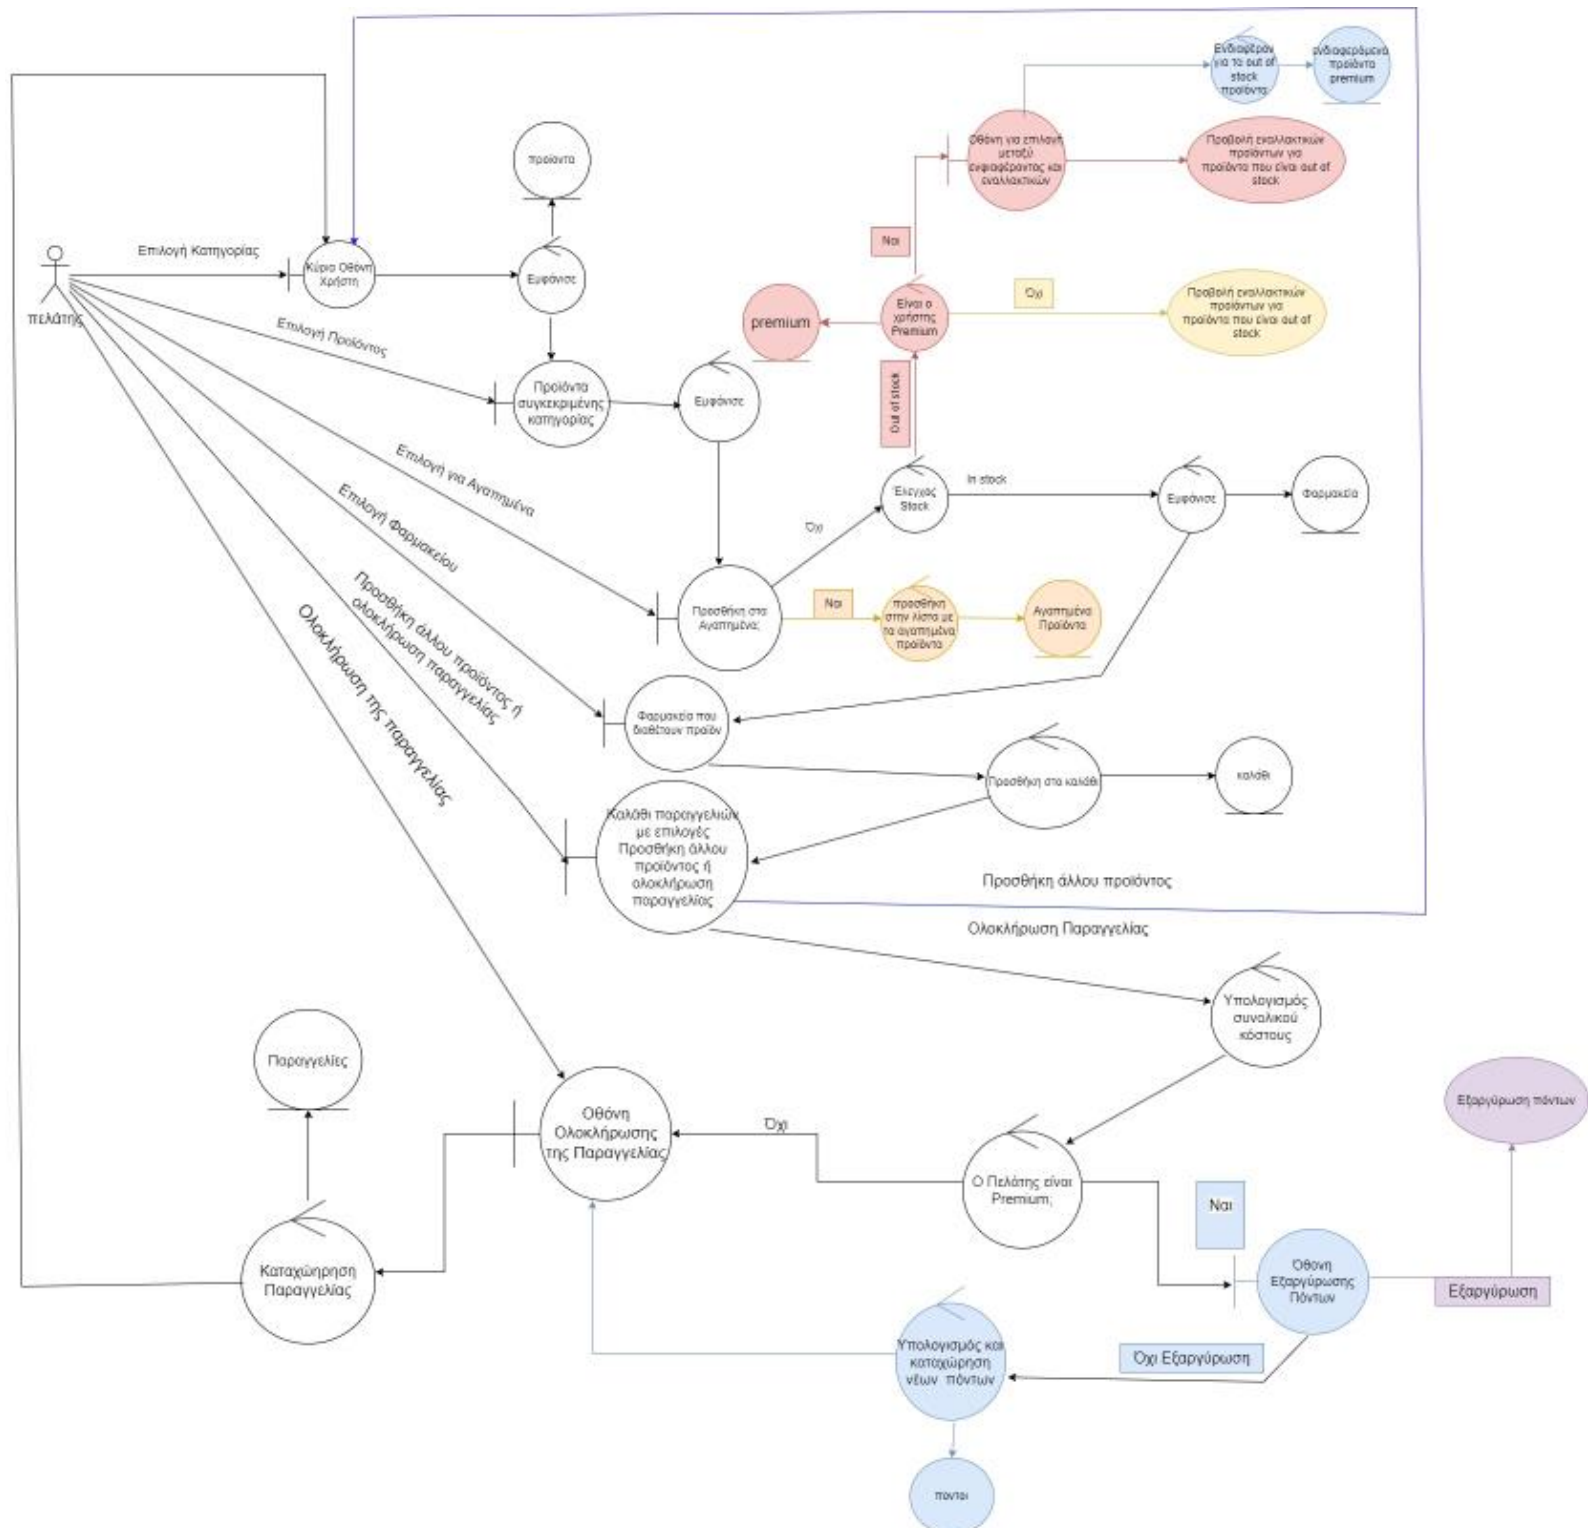 Ενδιαφέρον
για τα out of
stock
προϊόντα
ενδιαφερόμενα
προϊόντα
premium
Οθόνη για επιλογή
μεταξύ
ενφιαφέροντος και
εναλλακτικών
Προβολή εναλλακτικών
προϊόντων για
προϊόντα που είναι out of
stock
προϊοντα
Ναι
Επιλογή Κατηγορίας
Κύρια Οθόνη
Χρήστη
Εμφάνισε
πελάτης
Είναι ο
χρήστης
Premium
premium
Όχι
Προβολή εναλλακτικών
προϊόντων για
προϊόντα που είναι out of
stock
Επιλογή Προϊόντος
Προϊόντα
συγκεκριμένης
κατηγορίας
Εμφάνισε
Out of stock
Επιλογή για Αγαπημένα
Επιλογή Φαρμακείου
Έλεγχος
Stock
In stock
Εμφάνισε
Φαρμακεία
Όχι
Προσθήκη στα
Αγαπημένα;
Ναι
προσθήκη
στην λίστα με
τα αγαπημένα
προϊόντα
Αγαπημένα
Προϊόντα
Προσθήκη άλλου προϊόντος ή
ολοκλήρωση παραγγελίας
Ολοκλήρωση της παραγγελίας
Φαρμακεία που
διαθέτουν προϊόν
Προσθήκη στο καλάθι
καλάθι
Καλάθι παραγγελιών
με επιλογές
Προσθήκη άλλου
προϊόντος ή
ολοκλήρωση
παραγγελίας
Προσθήκη άλλου προϊόντος
Ολοκλήρωση Παραγγελίας
Υπολογισμός
συνολικού
κόστους
Παραγγελίες
Οθόνη
Ολοκλήρωσης
της Παραγγελίας
Όχι
Ο Πελάτης είναι
Premium;
Ναι
Εξαργύρωση πόντων
Καταχώηρηση
Παραγγελίας
Όθονη
Εξαργύρωσης
Πόντων
Εξαργύρωση
Υπολογισμός και
καταχώρηση
νέων πόντων
Όχι Εξαργύρωση
ποντοι